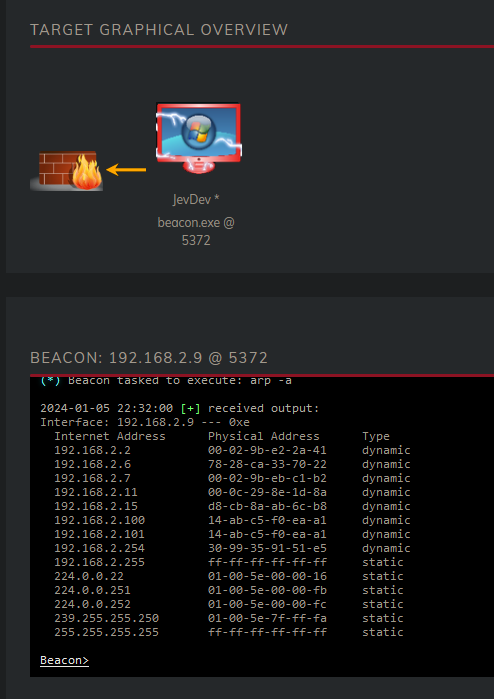 TARGET GRAPHICAL OVERVIEW
JevDev *
beacon.exe @
5372
BEACON: 192.168.2.9 @ 5372
(*) Beacon tasked to execute: arp -a
2024-01-05 22:32:00 [+] received output:
Interface: 192.168.2.9 --- 0xe
Internet Address Physical Address Type
192.168.2.2 00-02-9b-e2-2a-41 dynamic
192.168.2.6 78-28-ca-33-70-22 dynamic
192.168.2.7 00-02-9b-eb-c1-b2 dynamic
192.168.2.11 00-0c-29-8e-1d-8a dynamic
192.168.2.15 d8-cb-8a-ab-6c-b8 dynamic
192.168.2.100 14-ab-c5-f0-ea-a1 dynamic
192.168.2.101 14-ab-c5-f0-ea-a1 dynamic
192.168.2.254 30-99-35-91-51-e5 dynamic
192.168.2.255 ff-ff-ff-ff-ff-ff static
224.0.0.22 01-00-5e-00-00-16 static
224.0.0.251 01-00-5e-00-00-fb static
224.0.0.252 01-00-5e-00-00-fc static
239.255.255.250 01-00-5e-7f-ff-fa static
255.255.255.255 ff-ff-ff-ff-ff-ff static
Beacon>